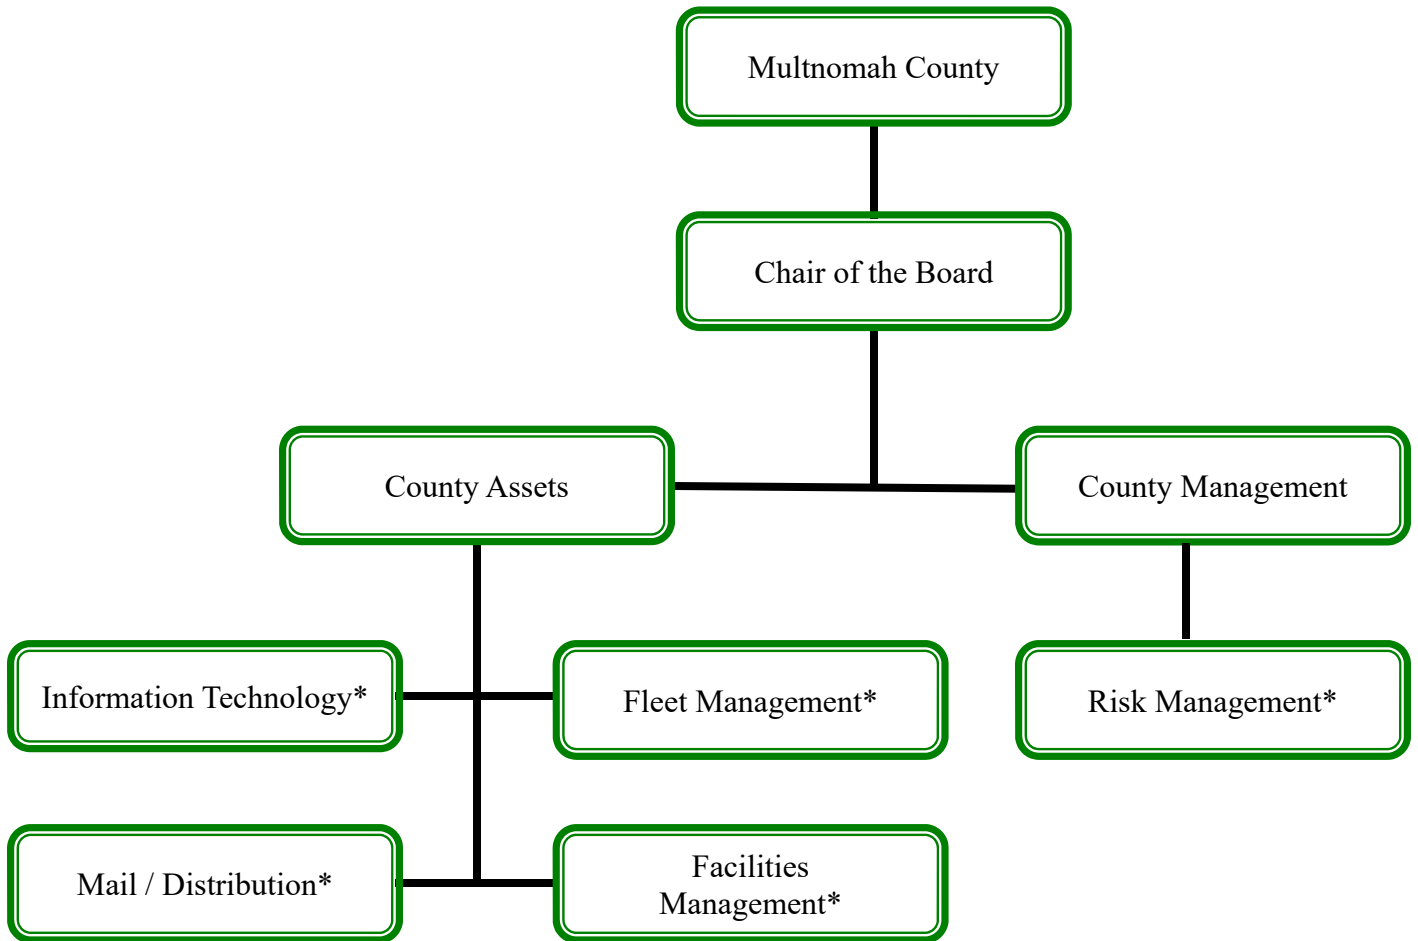 Multnomah County
Chair of the Board
County Assets
County Management
Information Technology*
Fleet Management*
Risk Management*
Mail / Distribution*
Facilities
Management*